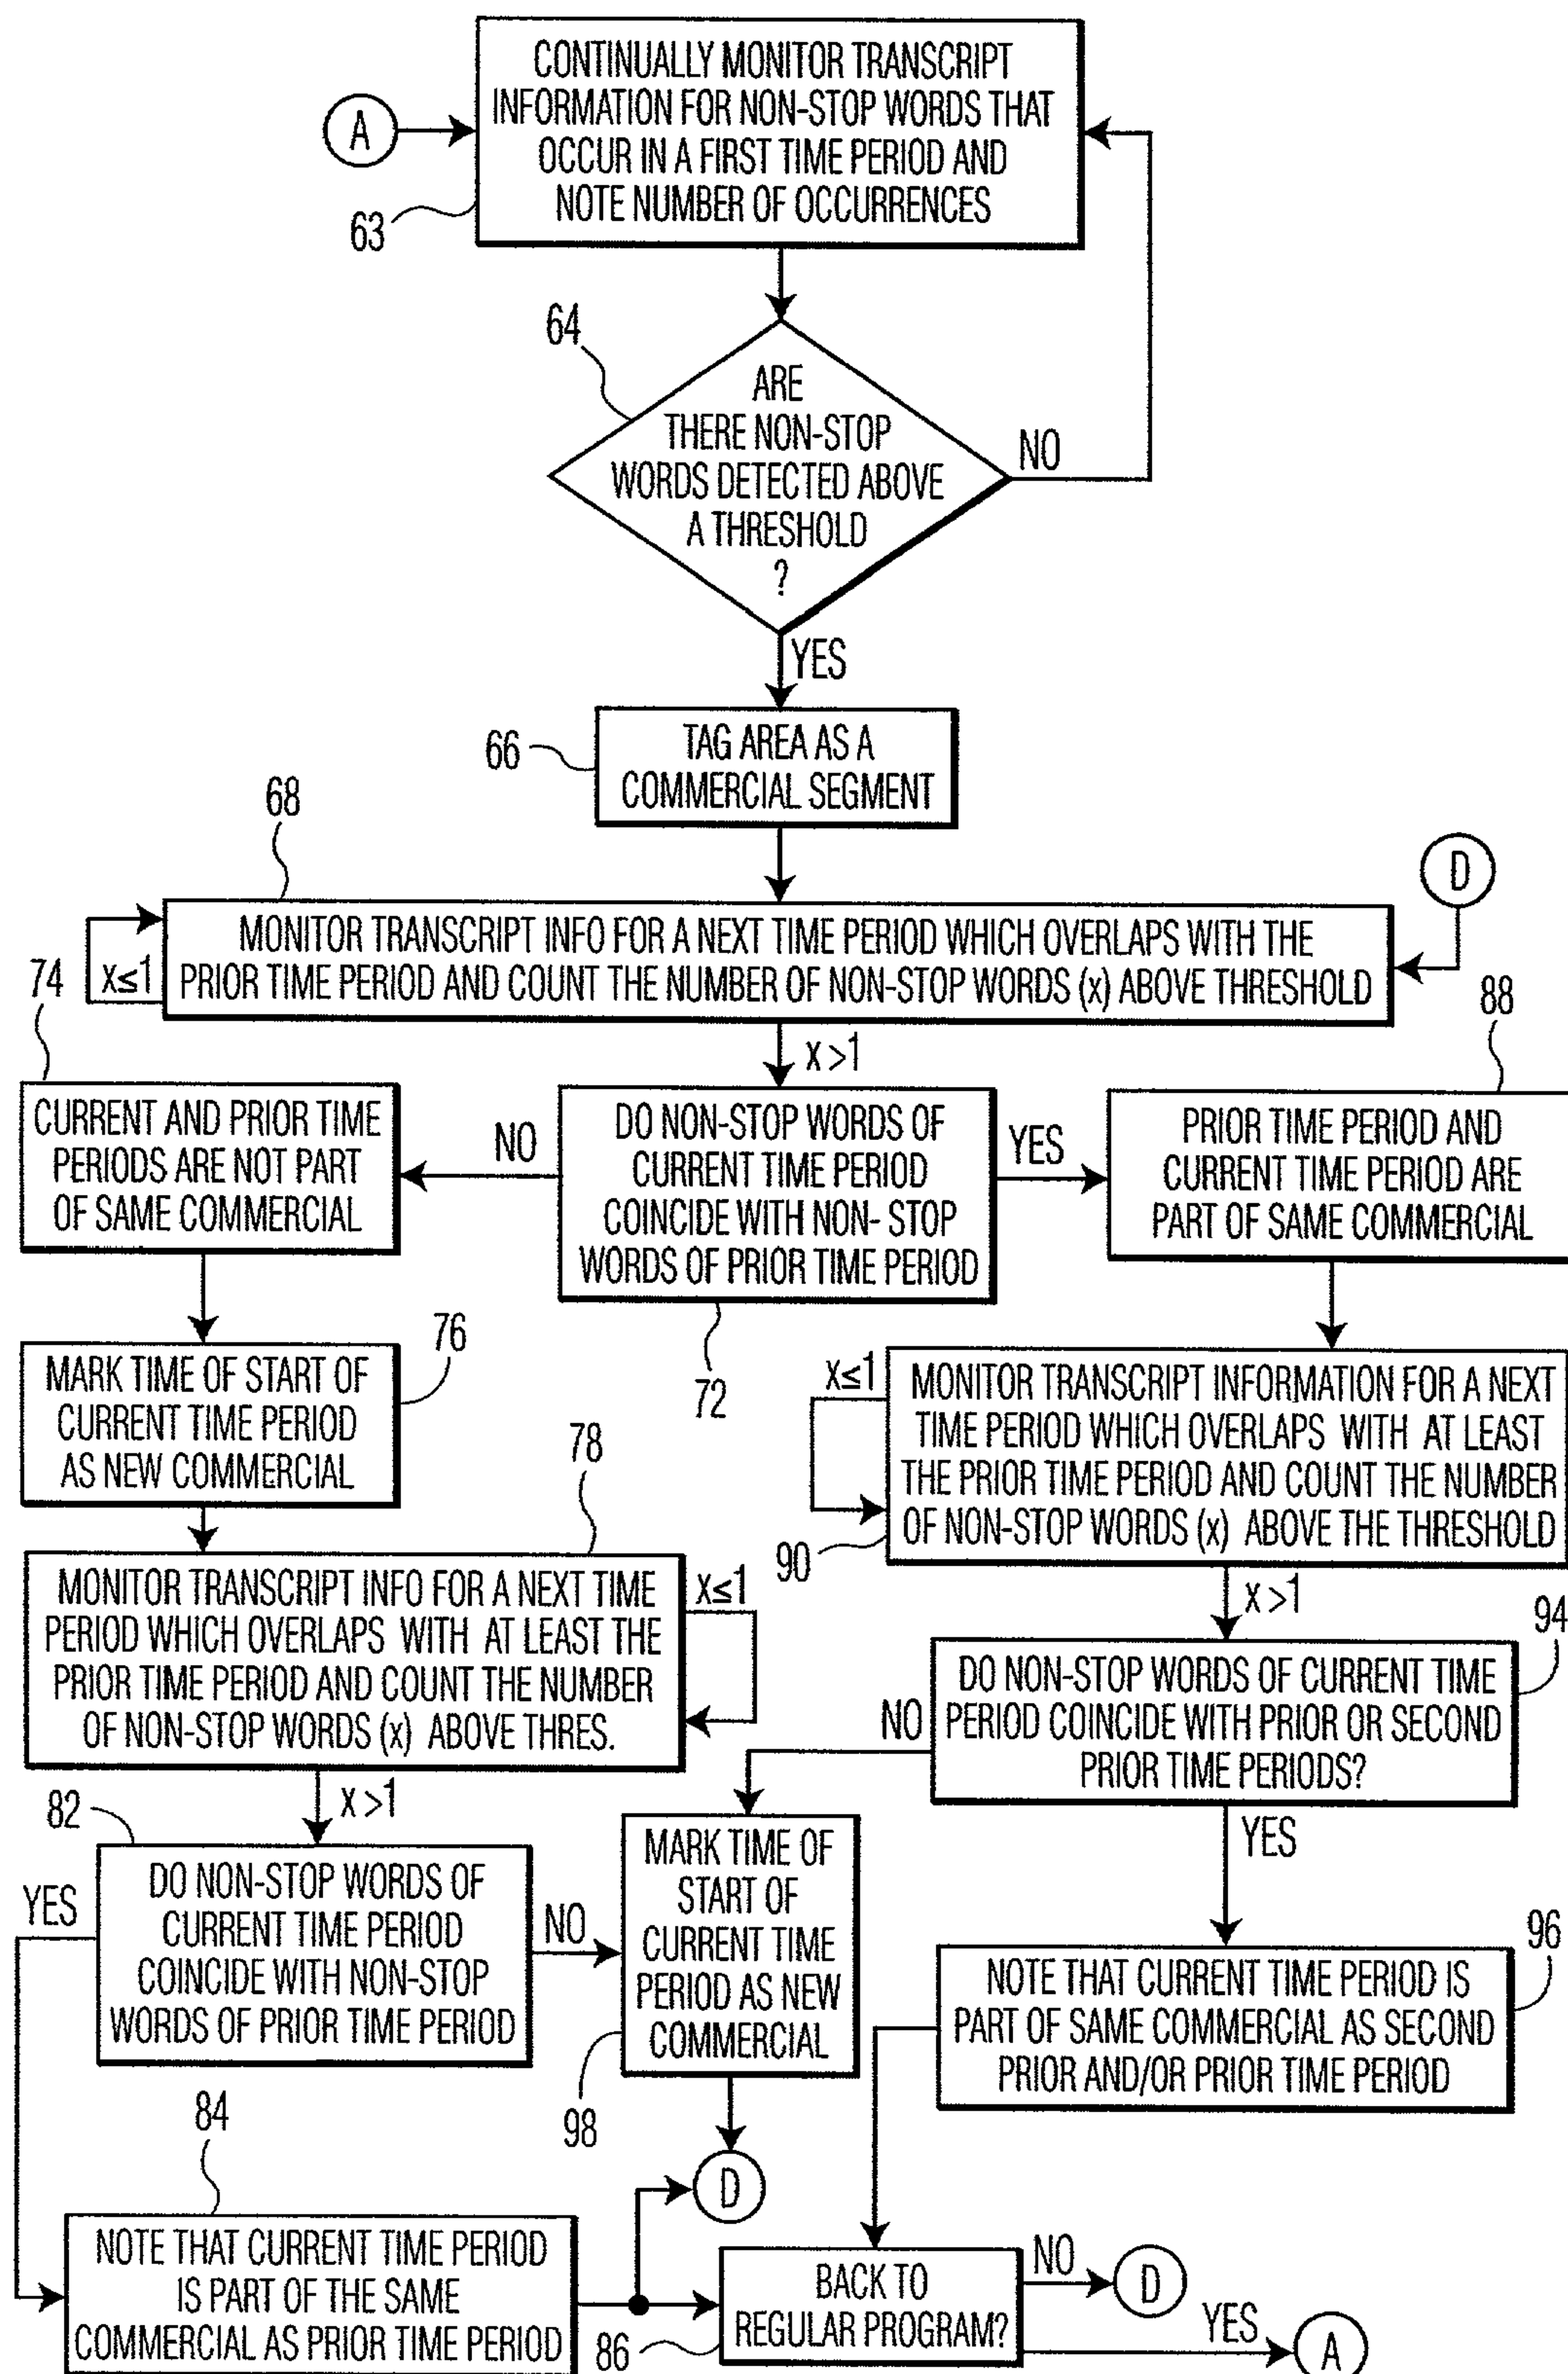 CONTINUALLY MONITOR TRANSCRIPT
INFORMATION FOR NON-STOP WORDS THAT
OCCUR IN A FIRST TIME PERIOD AND
NOTE NUMBER OF OCCURRENCES
A
63
64
ARE
THERE NON-STOP
WORDS DETECTED ABOVE
A THRESHOLD
?
NO
YES
66
TAG AREA AS A
COMMERCIAL SEGMENT
68
D
MONITOR TRANSCRIPT INFO FOR A NEXT TIME PERIOD WHICH OVERLAPS WITH THE
PRIOR TIME PERIOD AND COUNT THE NUMBER OF NON-STOP WORDS (x) ABOVE THRESHOLD
x≤1
74
x>1
88
CURRENT AND PRIOR TIME
PERIODS ARE NOT PART
OF SAME COMMERCIAL
NO
DO NON-STOP WORDS OF
CURRENT TIME PERIOD
COINCIDE WITH NON- STOP
WORDS OF PRIOR TIME PERIOD
YES
PRIOR TIME PERIOD AND
CURRENT TIME PERIOD ARE
PART OF SAME COMMERCIAL
72
76
MARK TIME OF START OF
CURRENT TIME PERIOD
AS NEW COMMERCIAL
x≤1
MONITOR TRANSCRIPT INFORMATION FOR A NEXT
TIME PERIOD WHICH OVERLAPS WITH AT LEAST
THE PRIOR TIME PERIOD AND COUNT THE NUMBER
OF NON-STOP WORDS (x) ABOVE THE THRESHOLD
90
78
MONITOR TRANSCRIPT INFO FOR A NEXT TIME
PERIOD WHICH OVERLAPS WITH AT LEAST THE
PRIOR TIME PERIOD AND COUNT THE NUMBER
OF NON-STOP WORDS (x) ABOVE THRES.
x≤1
x>1
94
DO NON-STOP WORDS OF CURRENT TIME
PERIOD COINCIDE WITH PRIOR OR SECOND
PRIOR TIME PERIODS?
NO
YES
x>1
82
DO NON-STOP WORDS OF
CURRENT TIME PERIOD
COINCIDE WITH NON-STOP
WORDS OF PRIOR TIME PERIOD
YES
NO
MARK TIME OF
START OF
CURRENT TIME
PERIOD AS NEW
COMMERCIAL
98
96
NOTE THAT CURRENT TIME PERIOD IS
PART OF SAME COMMERCIAL AS SECOND
PRIOR AND/OR PRIOR TIME PERIOD
84
D
NOTE THAT CURRENT TIME PERIOD
IS PART OF THE SAME
COMMERCIAL AS PRIOR TIME PERIOD
BACK TO
REGULAR PROGRAM?
86
NO
D
YES
A